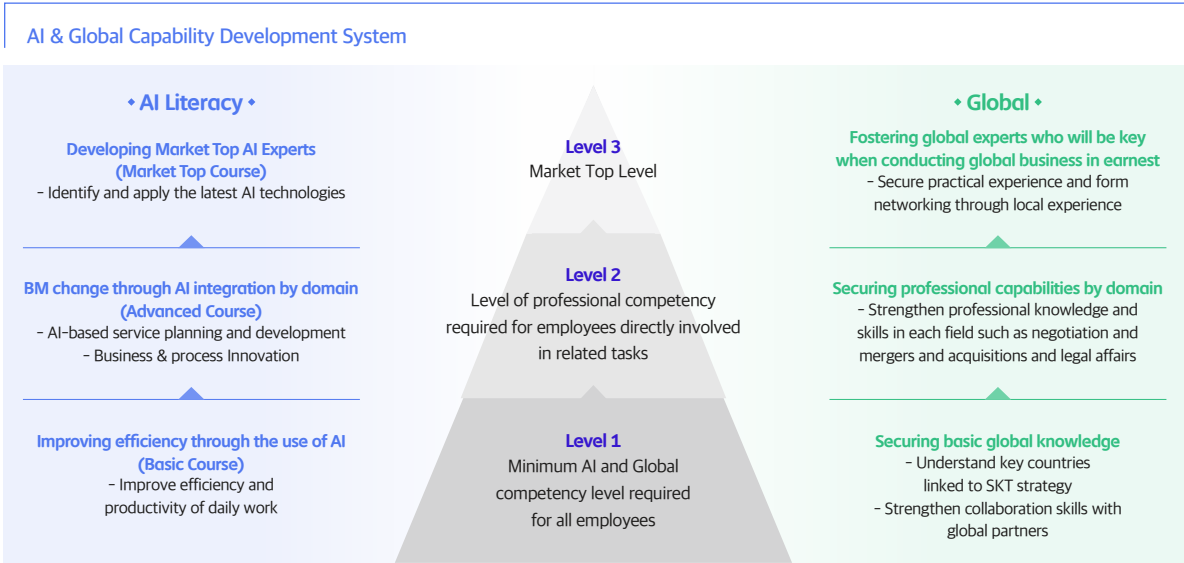 AI & Global Capability Development System
• AI Literacy •
Developing Market Top AI Experts
(Market Top Course)
– Identify and apply the latest AI technologies
BM change through AI integration by domain
(Advanced Course)
– AI-based service planning and development
– Business & process Innovation
Improving efficiency through the use of AI
(Basic Course)
– Improve efficiency and
productivity of daily work
Level 3
Market Top Level
Level 2
Level of professional competency
required for employees directly involved
in related tasks
Level 1
Minimum AI and Global
competency level required
for all employees
• Global •
Fostering global experts who will be key
when conducting global business in earnest
– Secure practical experience and form
networking through local experience
Securing professional capabilities by domain
– Strengthen professional knowledge and
skills in each field such as negotiation and
mergers and acquisitions and legal affairs
Securing basic global knowledge
– Understand key countries
linked to SKT strategy
– Strengthen collaboration skills with
global partners